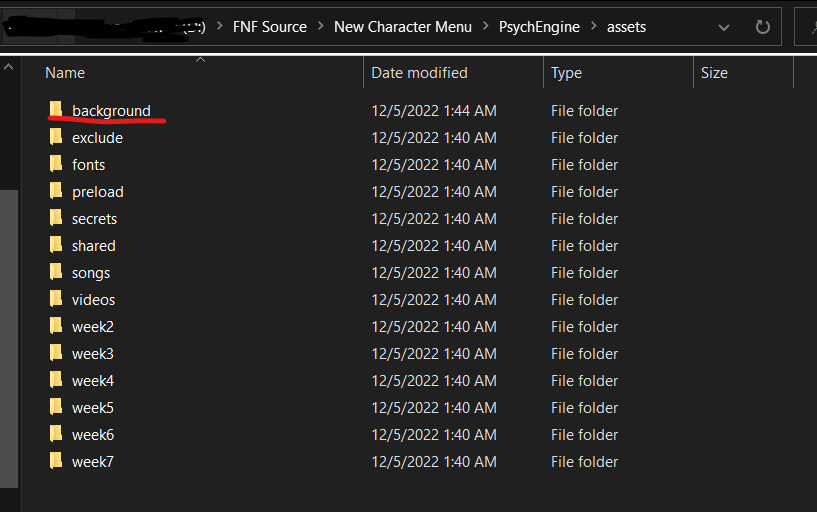 :) > FNF Source > New Character Menu > PsychEngine > assets
Name Date modified Type Size
background 12/5/2022 1:44 AM File folder
exclude 12/5/2022 1:40 AM File folder
fonts 12/5/2022 1:40 AM File folder
preload 12/5/2022 1:40 AM File folder
secrets 12/5/2022 1:40 AM File folder
shared 12/5/2022 1:40 AM File folder
songs 12/5/2022 1:40 AM File folder
videos 12/5/2022 1:40 AM File folder
week2 12/5/2022 1:40 AM File folder
week3 12/5/2022 1:40 AM File folder
week4 12/5/2022 1:40 AM File folder
week5 12/5/2022 1:40 AM File folder
week6 12/5/2022 1:40 AM File folder
week7 12/5/2022 1:40 AM File folder